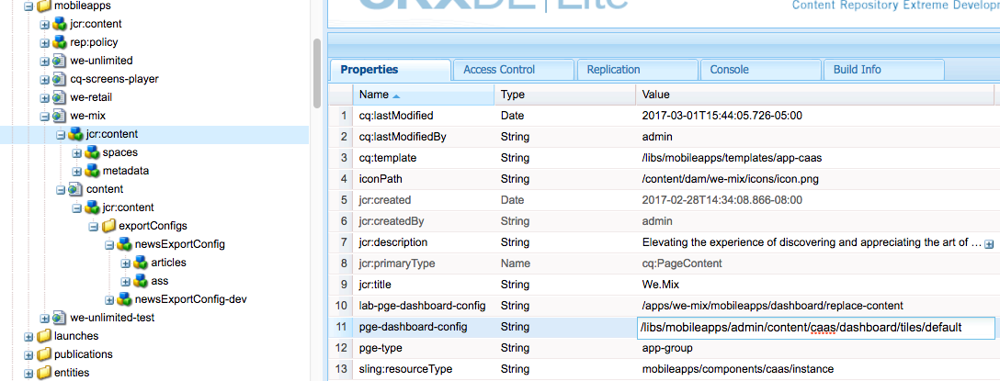 mobileapps
jcr:content
rep:policy
we-unlimited
cq-screens-player
we-retail
we-mix
jcr:content
spaces
metadata
content
jcr:content
exportConfigs
newsExportConfig
articles
ass
newsExportConfig-dev
we-unlimited-test
launches
publications
entities
CRXDE | Lite
Content Repository Extreme Develop
Properties Access Control Replication Console Build Info
Name Type Value
1 cq:lastModified Date 2017-03-01T15:44:05.726-05:00
2 cq:lastModifiedBy String admin
3 cq:template String /libs/mobileapps/templates/app-caas
4 iconPath String /content/dam/we-mix/icons/icon.png
5 jcr:created Date 2017-02-28T14:34:08.866-08:00
6 jcr:createdBy String admin
7 jcr:description String Elevating the experience of discovering and appreciating the art of ...
8 jcr:primaryType Name cq:PageContent
9 jcr:title String We.Mix
10 lab-pge-dashboard-config String /apps/we-mix/mobileapps/dashboard/replace-content
11 pge-dashboard-config String /libs/mobileapps/admin/content/caas/dashboard/tiles/default
12 pge-type String app-group
13 sling:resourceType String mobileapps/components/caas/instance